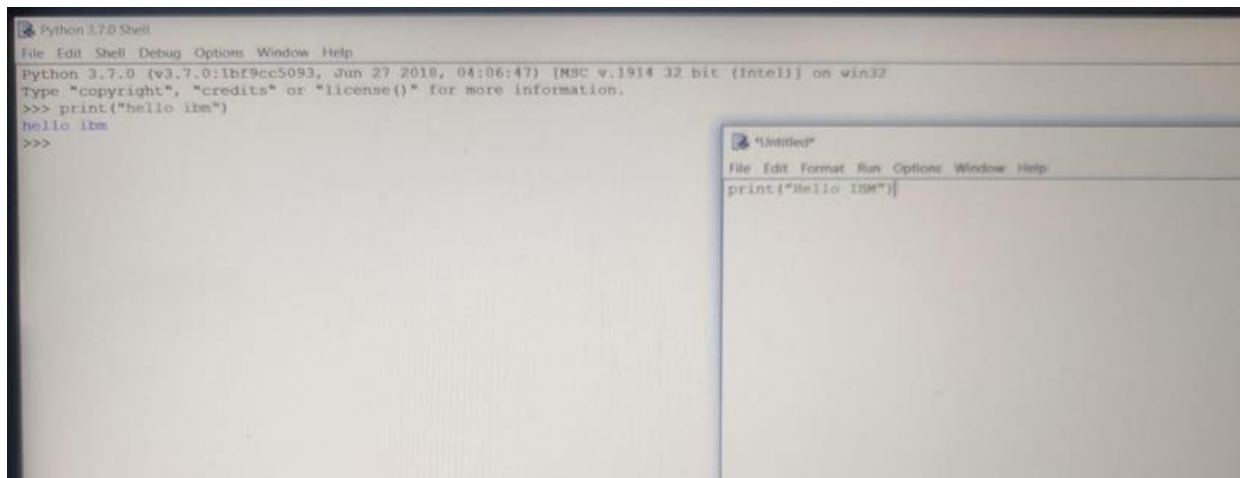 Python 3.7.0 Shell
File Edit Shell Debug Options Window Help
Python 3.7.0 (v3.7.0:1bf9cc5093, Jun 27 2018, 04:06:47) [MSC v.1914 32 bit (Intel)] on win32
Type "copyright", "credits" or "license()" for more information.
>>> print("hello ibm")
hello ibm
>>>
*Untitled*
File Edit Format Run Options Window Help
print("Hello IBM")